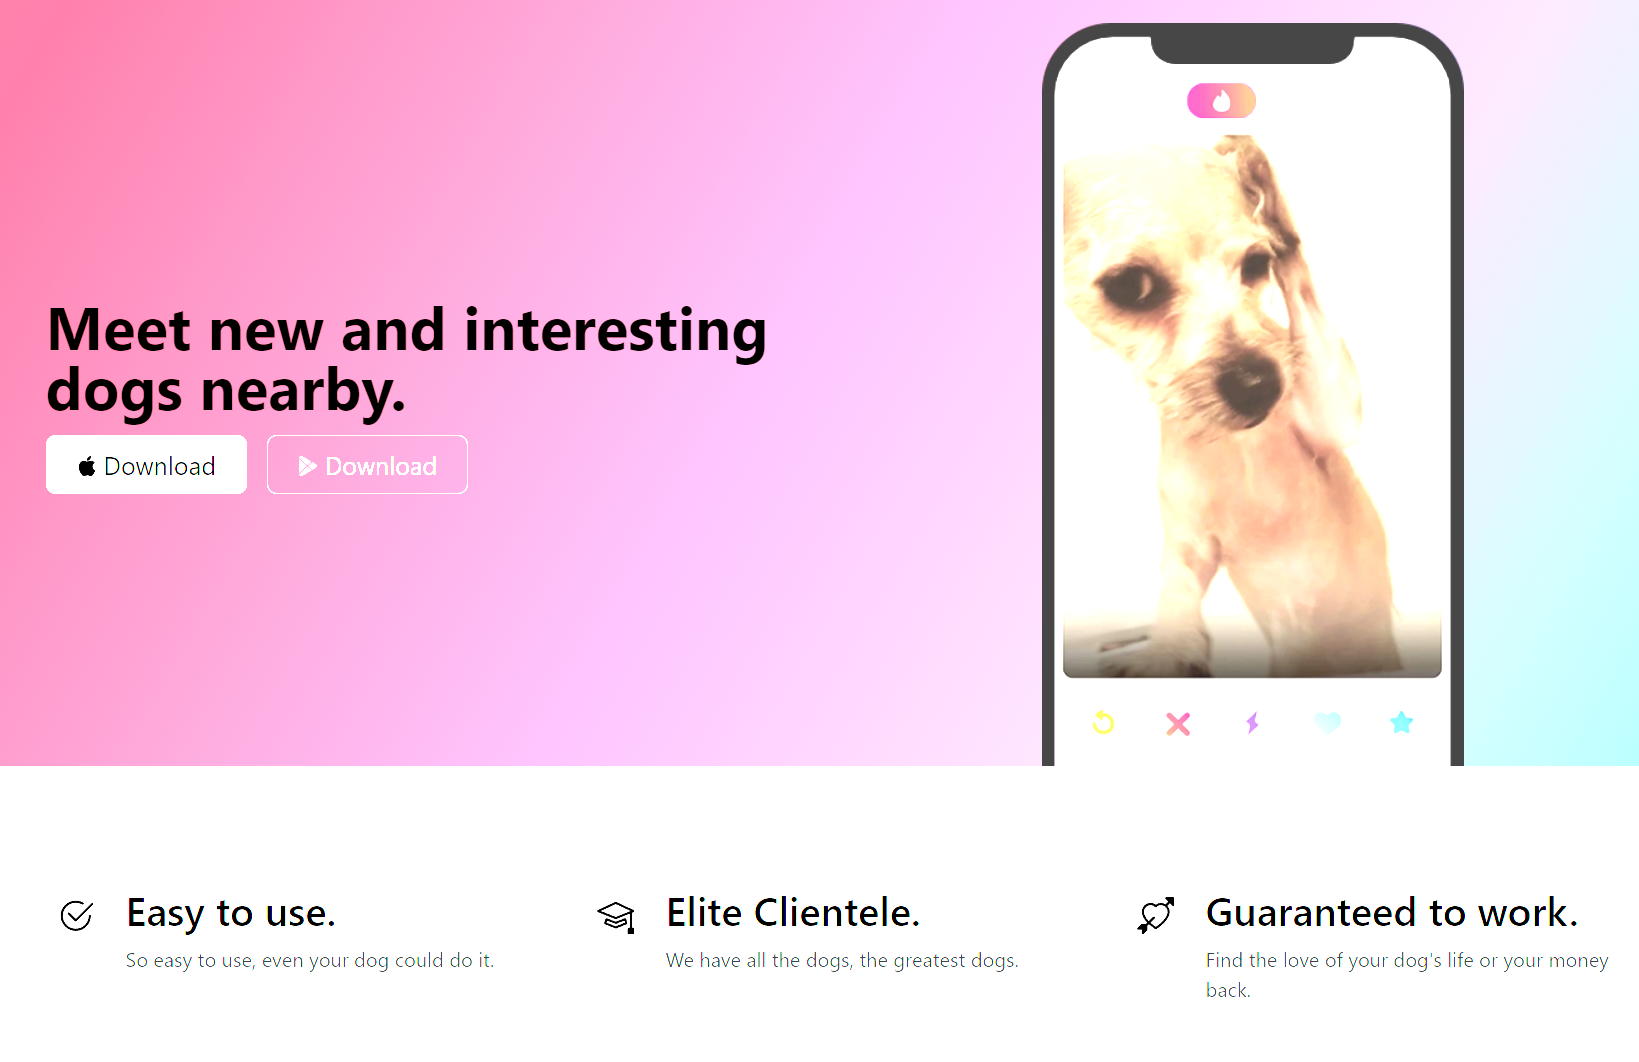 Meet new and interesting
dogs nearby.
Download
Download
Easy to use.
So easy to use, even your dog could do it.
Elite Clientele.
We have all the dogs, the greatest dogs.
Guaranteed to work.
Find the love of your dog's life or your money
back.